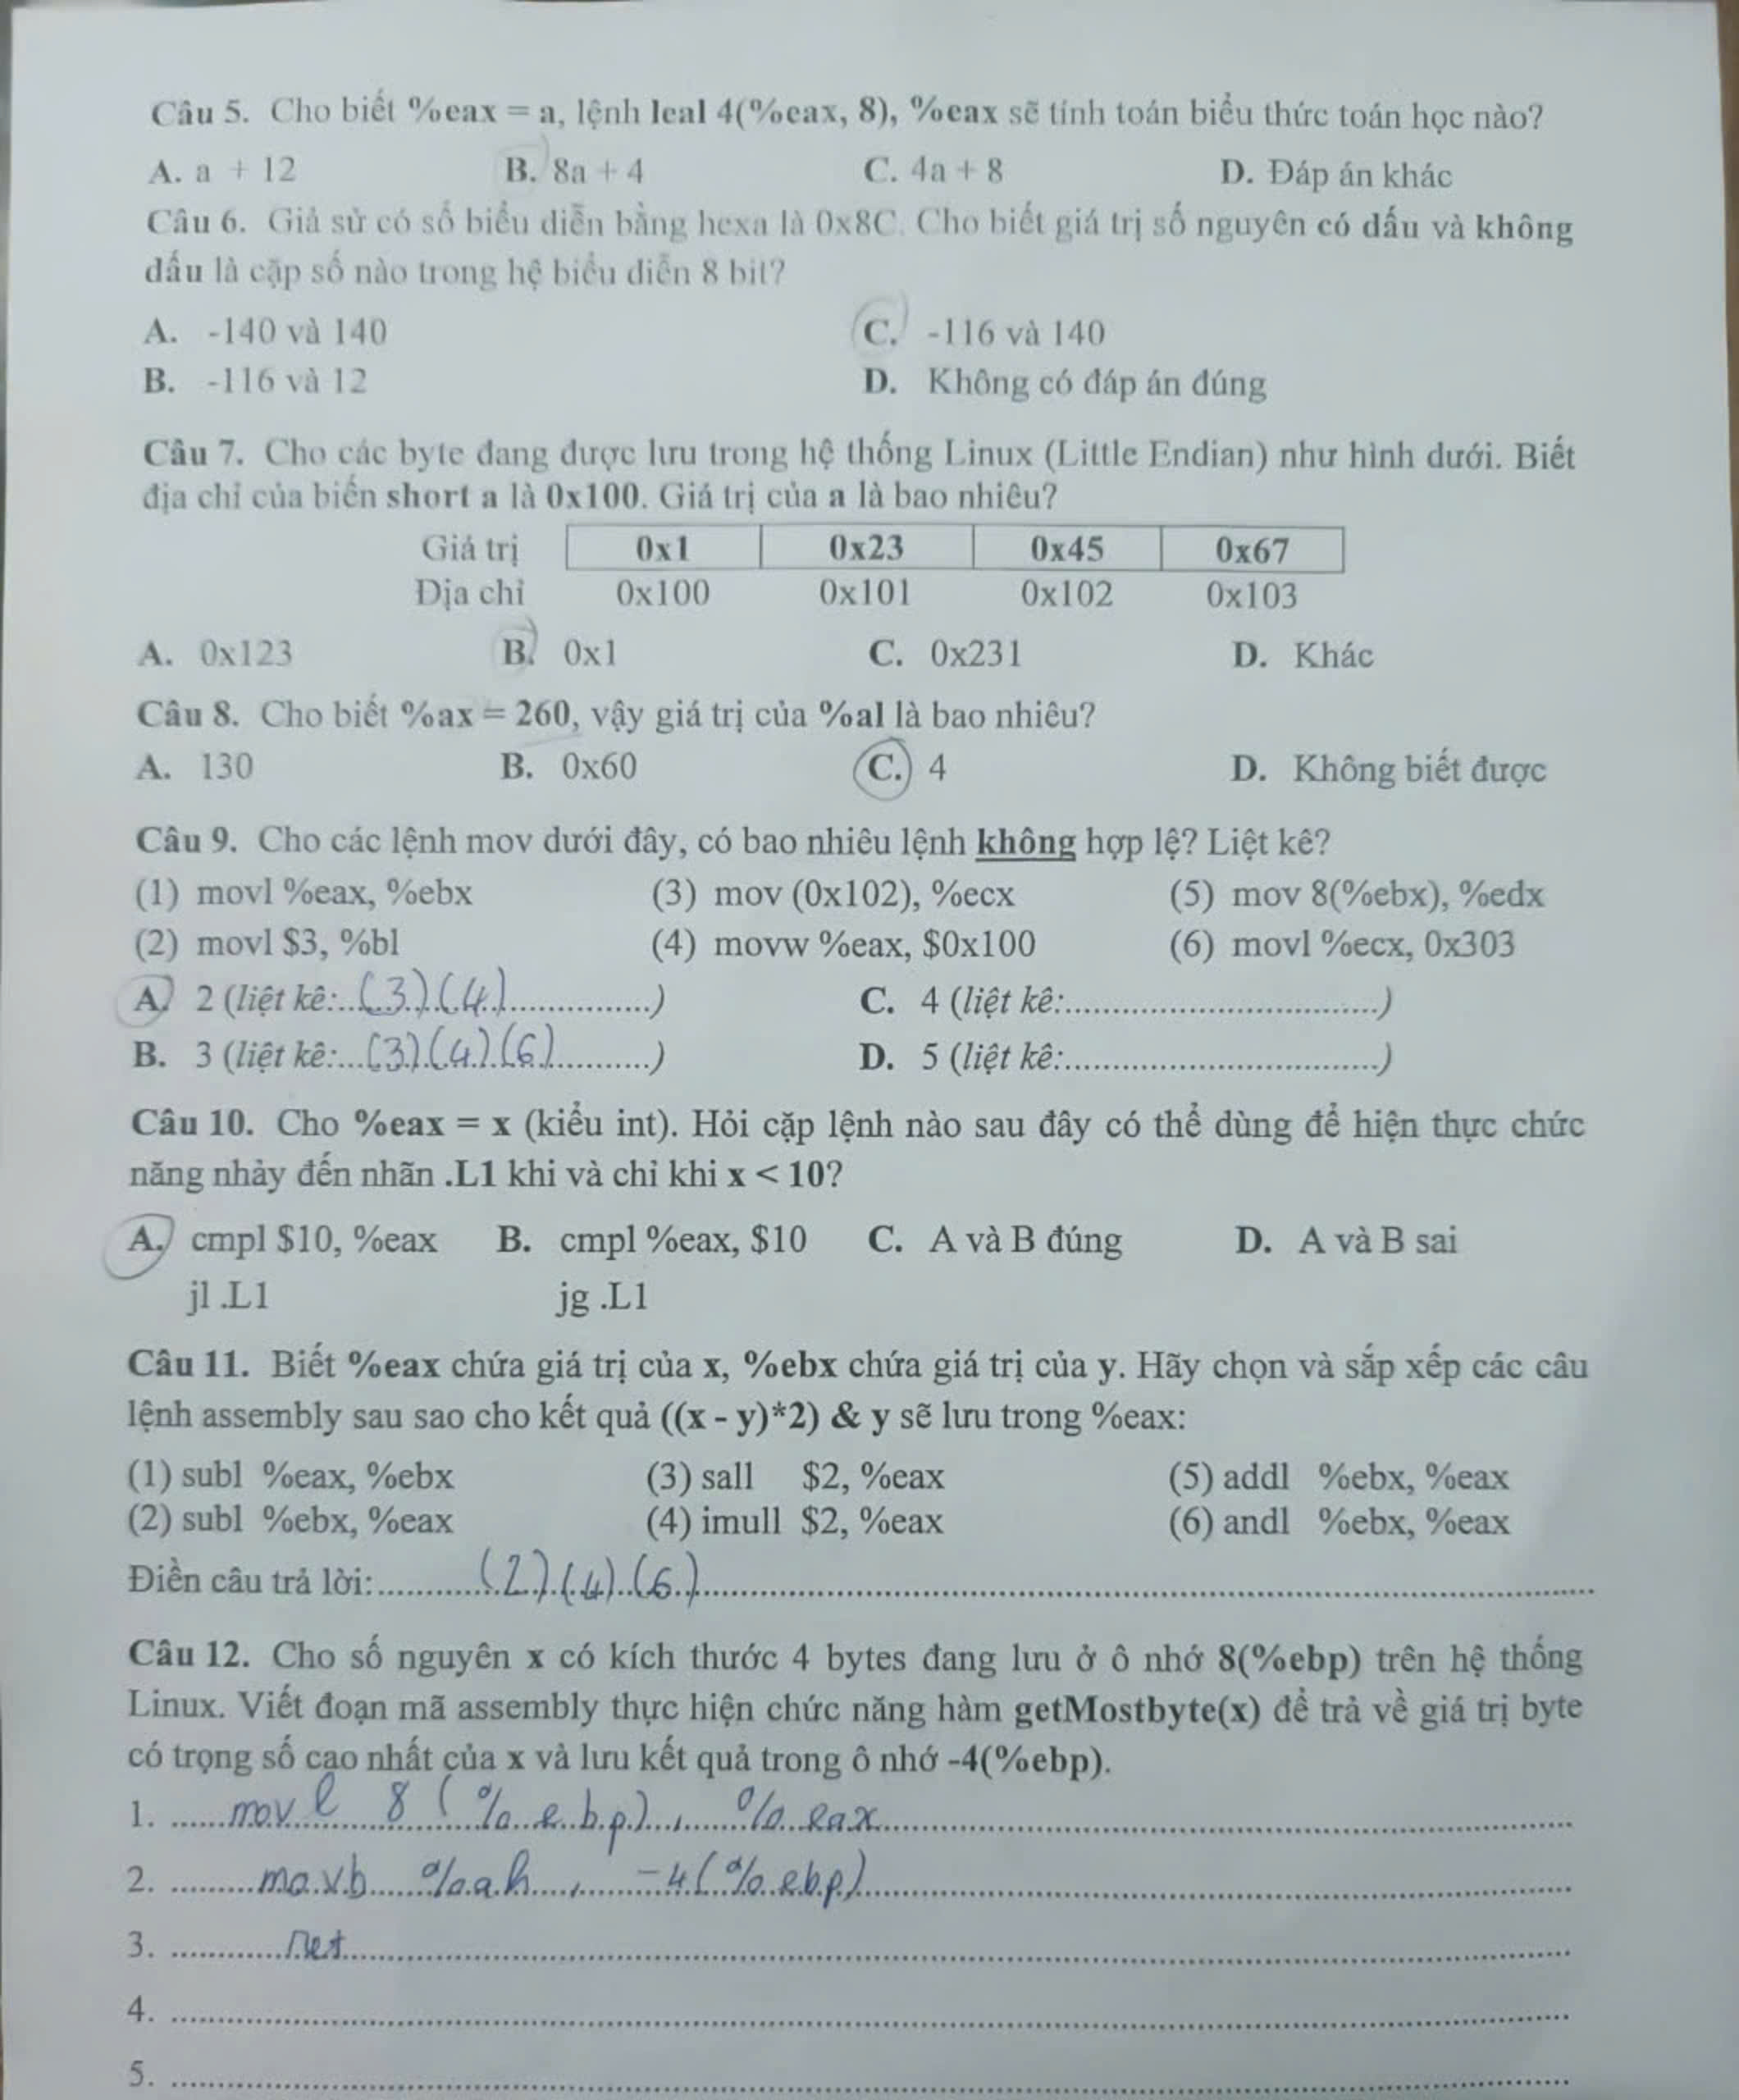 Câu 5. Cho biết %eax = a, lệnh leal 4(%eax, 8), %eax sẽ tính toán biểu thức toán học nào?
A. a + 12 B. 8a + 4 C. 4a + 8 D. Đáp án khác
Câu 6. Giả sử có số biểu diễn bằng hexa là 0x8C. Cho biết giá trị số nguyên có dấu và không
dấu là cặp số nào trong hệ biểu diễn 8 bit?
A. -140 và 140 C. -116 và 140
B. -116 và 12 D. Không có đáp án đúng
Câu 7. Cho các byte đang được lưu trong hệ thống Linux (Little Endian) như hình dưới. Biết
địa chỉ của biến short a là 0x100. Giá trị của a là bao nhiêu?
Giá trị 0x1 0x23 0x45 0x67
Địa chỉ 0x100 0x101 0x102 0x103
A. 0x123 B. 0x1 C. 0x231 D. Khác
Câu 8. Cho biết %ax = 260, vậy giá trị của %al là bao nhiêu?
A. 130 B. 0x60 C. 4 D. Không biết được
Câu 9. Cho các lệnh mov dưới đây, có bao nhiêu lệnh không hợp lệ? Liệt kê?
(1) movl %eax, %ebx (3) mov (0x102), %ecx (5) mov 8(%ebx), %edx
(2) movl $3, %bl (4) movw %eax, $0x100 (6) movl %ecx, 0x303
A. 2 (liệt kê:...(3).(4)...............) C. 4 (liệt kê:.................................)
B. 3 (liệt kê:...(3).(4).(6)...........) D. 5 (liệt kê:.................................)
Câu 10. Cho %eax = x (kiểu int). Hỏi cặp lệnh nào sau đây có thể dùng để hiện thực chức
năng nhảy đến nhãn .L1 khi và chỉ khi x < 10?
A. cmpl $10, %eax B. cmpl %eax, $10 C. A và B đúng D. A và B sai
jl .L1 jg .L1
Câu 11. Biết %eax chứa giá trị của x, %ebx chứa giá trị của y. Hãy chọn và sắp xếp các câu
lệnh assembly sau sao cho kết quả ((x - y)*2) & y sẽ lưu trong %eax:
(1) subl %eax, %ebx (3) sall $2, %eax (5) addl %ebx, %eax
(2) subl %ebx, %eax (4) imull $2, %eax (6) andl %ebx, %eax
Điền câu trả lời:...........(2).(4).(6).....................
Câu 12. Cho số nguyên x có kích thước 4 bytes đang lưu ở ô nhớ 8(%ebp) trên hệ thống
Linux. Viết đoạn mã assembly thực hiện chức năng hàm getMostbyte(x) để trả về giá trị byte
có trọng số cao nhất của x và lưu kết quả trong ô nhớ -4(%ebp).
1. movl 8(%ebp), %eax
2. movb %ah, -4(%ebp)
3. ret
4. ..............................
5. ..............................